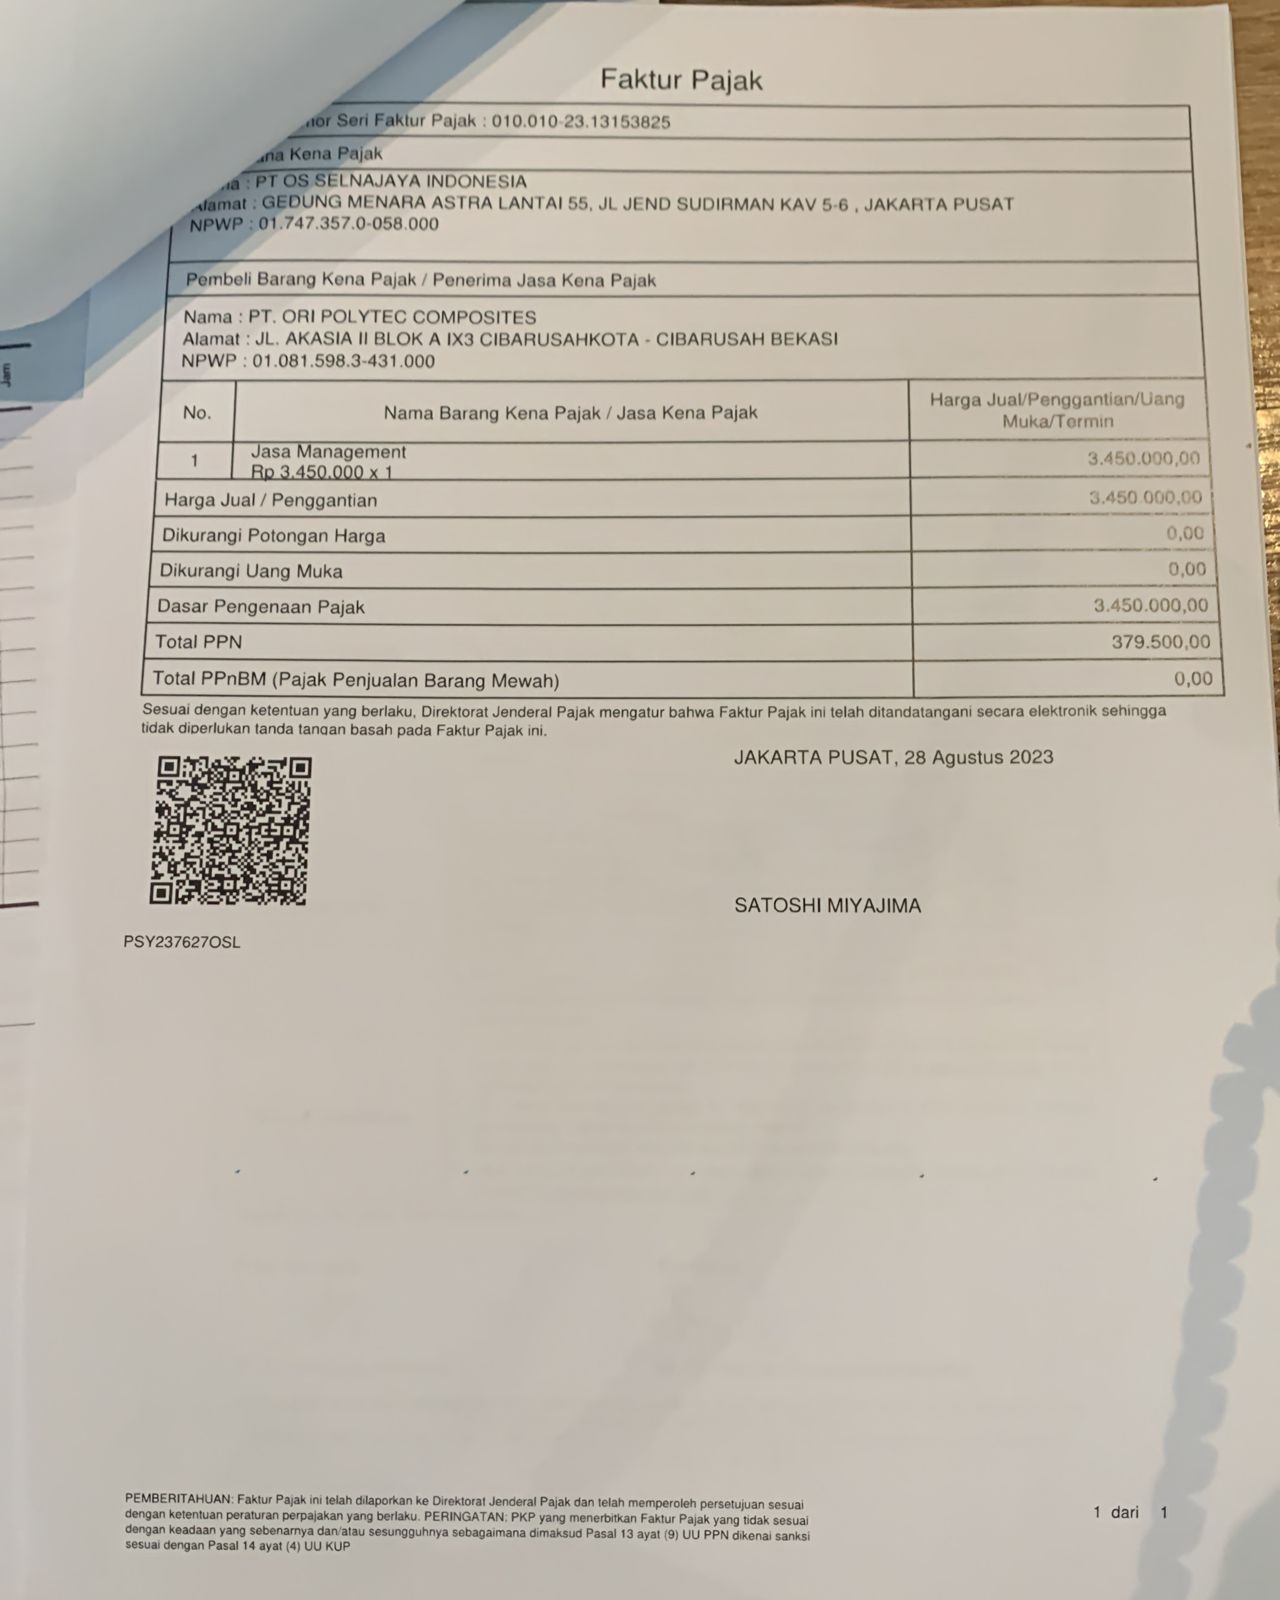 Faktur Pajak
Seri Faktur Pajak : 010.010-23.13153825
Kena Pajak
: PT OS SELNAJAYA INDONESIA
Alamat : GEDUNG MENARA ASTRA LANTAI 55, JL JEND SUDIRMAN KAV 5-6 , JAKARTA PUSAT
NPWP : 01.747.357.0-058.000
Pembeli Barang Kena Pajak / Penerima Jasa Kena Pajak
Nama : PT. ORI POLYTEC COMPOSITES
Alamat : JL. AKASIA II BLOK A IX3 CIBARUSAHKOTA - CIBARUSAH BEKASI
NPWP : 01.081.598.3-431.000
No. Nama Barang Kena Pajak / Jasa Kena Pajak Harga Jual/Penggantian/Uang
Muka/Termin
1 Jasa Management 3.450.000,00
Rp 3.450.000 x 1
Harga Jual / Penggantian 3.450.000,00
Dikurangi Potongan Harga 0,00
Dikurangi Uang Muka 0,00
Dasar Pengenaan Pajak 3.450.000,00
Total PPN 379.500,00
Total PPnBM (Pajak Penjualan Barang Mewah) 0,00
Sesuai dengan ketentuan yang berlaku, Direktorat Jenderal Pajak mengatur bahwa Faktur Pajak ini telah ditandatangani secara elektronik sehingga
tidak diperlukan tanda tangan basah pada Faktur Pajak ini.
JAKARTA PUSAT, 28 Agustus 2023
SATOSHI MIYAJIMA
PSY237627OSL
PEMBERITAHUAN: Faktur Pajak ini telah dilaporkan ke Direktorat Jenderal Pajak dan telah memperoleh persetujuan sesuai
dengan ketentuan peraturan perpajakan yang berlaku. PERINGATAN: PKP yang menerbitkan Faktur Pajak yang tidak sesuai
dengan keadaan yang sebenarnya dan/atau sesungguhnya sebagaimana dimaksud Pasal 13 ayat (9) UU PPN dikenai sanksi
sesuai dengan Pasal 14 ayat (4) UU KUP
1 dari 1
Jam